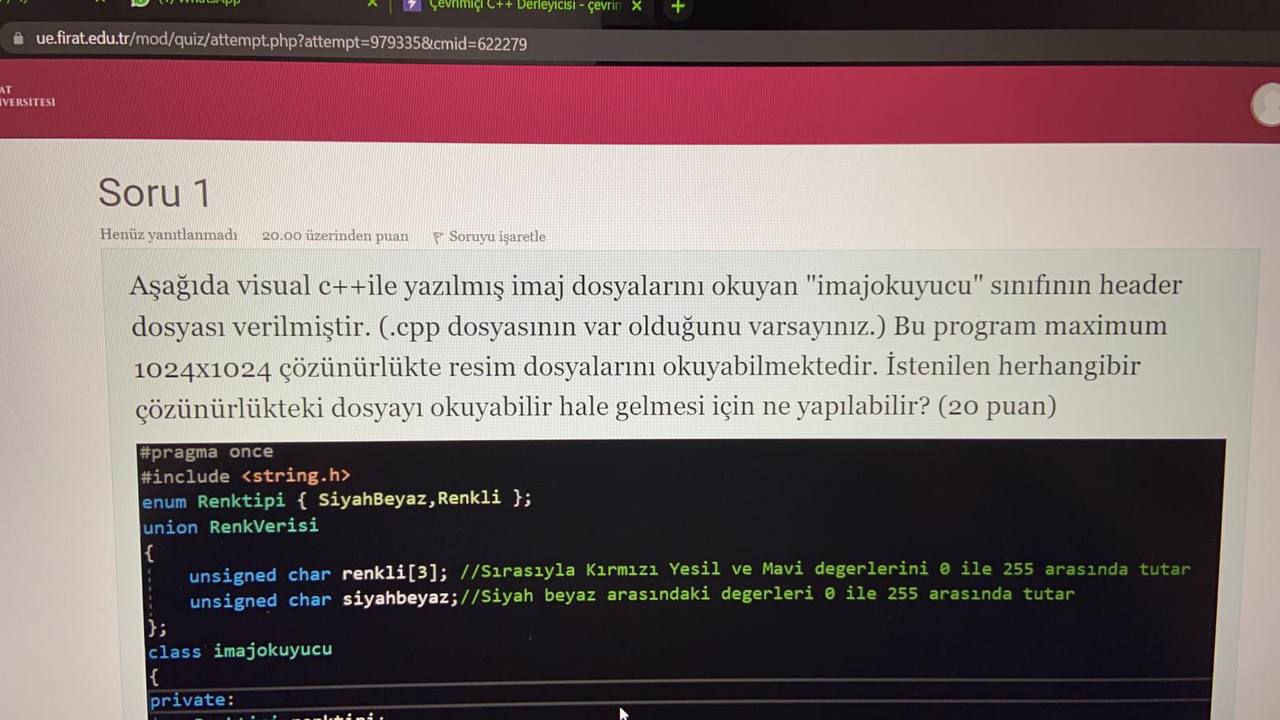 (1) WhatsApp
Çevrimiçi C++ Derleyicisi - çevrin
ue.firat.edu.tr/mod/quiz/attempt.php?attempt=979335&cmid=622279
AT
IVERSİTESİ
Soru 1
Henüz yanıtlanmadı 20.00 üzerinden puan Soruyu işaretle
Aşağıda visual c++ile yazılmış imaj dosyalarını okuyan "imajokuyucu" sınıfının header
dosyası verilmiştir. (.cpp dosyasının var olduğunu varsayınız.) Bu program maximum
1024x1024 çözünürlükte resim dosyalarını okuyabilmektedir. İstenilen herhangibir
çözünürlükteki dosyayı okuyabilir hale gelmesi için ne yapılabilir? (20 puan)
#pragma once
#include <string.h>
enum Renktipi { SiyahBeyaz,Renkli };
union RenkVerisi
{
unsigned char renkli[3]; //Sırasıyla Kırmızı Yesil ve Mavi degerlerini 0 ile 255 arasında tutar
unsigned char siyahbeyaz;//Siyah beyaz arasındaki degerleri 0 ile 255 arasında tutar
};
class imajokuyucu
{
private: